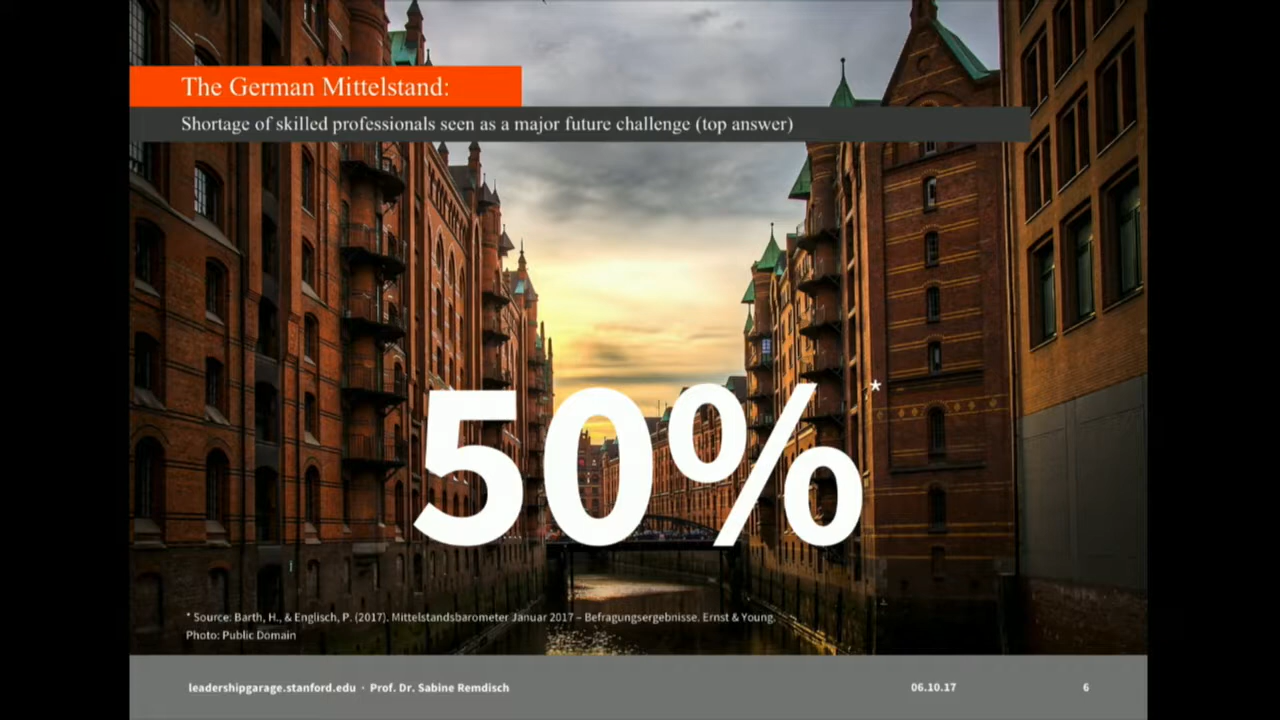 The German Mittelstand:
Shortage of skilled professionals seen as a major future challenge (top answer)
50%*
* Source: Barth, H., & Englisch, P. (2017). Mittelstandsbarometer Januar 2017 – Befragungsergebnisse. Ernst & Young.
Photo: Public Domain
leadershipgarage.stanford.edu · Prof. Dr. Sabine Remdisch
06.10.17
6